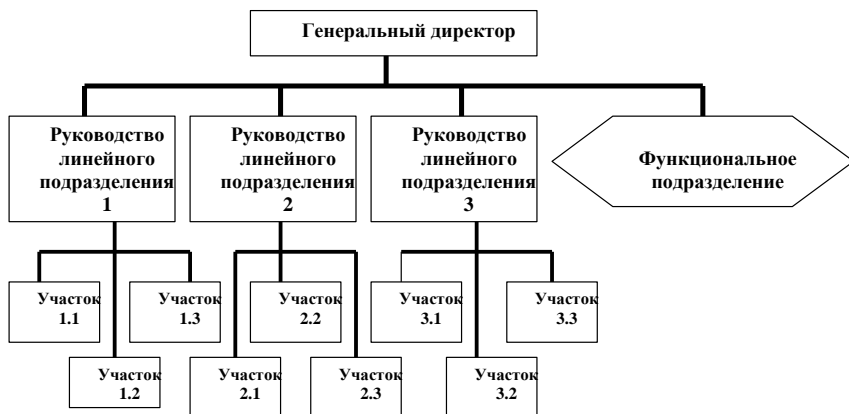 Генеральный директор
Руководство
линейного
подразделения
1
Руководство
линейного
подразделения
2
Руководство
линейного
подразделения
3
Функциональное
подразделение
Участок
1.1
Участок
1.3
Участок
2.2
Участок
3.1
Участок
3.3
Участок
1.2
Участок
2.1
Участок
2.3
Участок
3.2